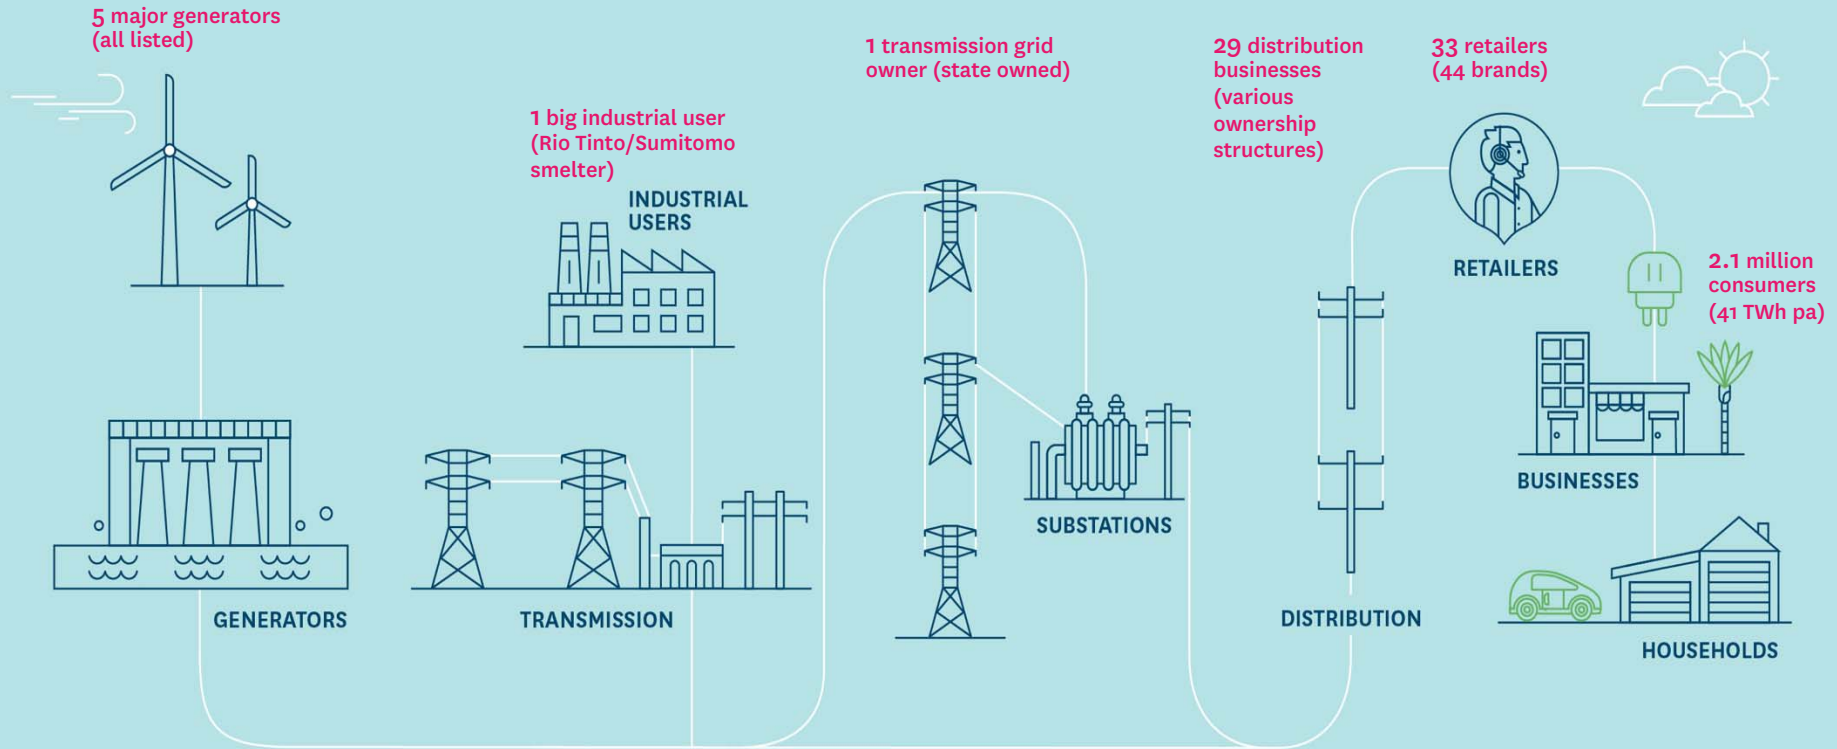 5 major generators
(all listed)
1 big industrial user
(Rio Tinto/Sumitomo
smelter)
INDUSTRIAL
USERS
1 transmission grid
owner (state owned)
29 distribution
businesses
(various
ownership
structures)
33 retailers
(44 brands)
RETAILERS
2.1 million
consumers
(41 TWh pa)
BUSINESSES
SUBSTATIONS
GENERATORS
TRANSMISSION
DISTRIBUTION
HOUSEHOLDS